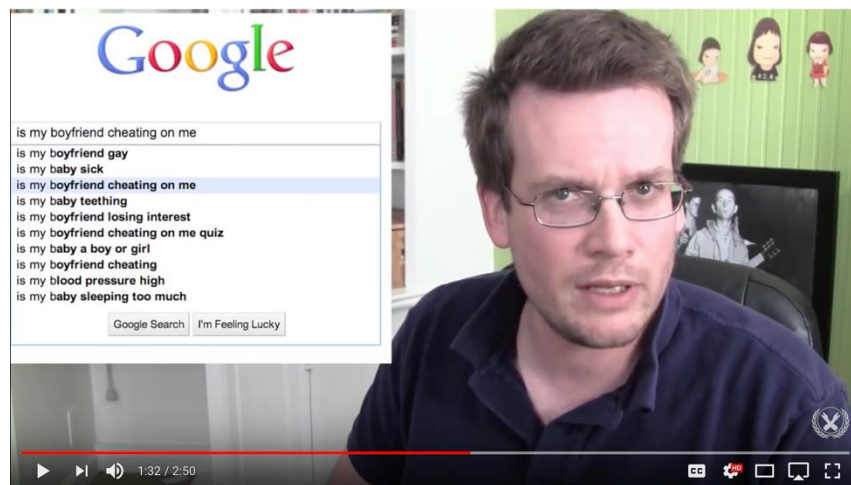 Google
is my boyfriend cheating on me
is my boyfriend gay
is my baby sick
is my boyfriend cheating on me
is my baby teething
is my boyfriend losing interest
is my boyfriend cheating on me quiz
is my baby a boy or girl
is my boyfriend cheating
is my blood pressure high
is my baby sleeping too much
Google Search I'm Feeling Lucky
1:32 / 2:50 CC HD